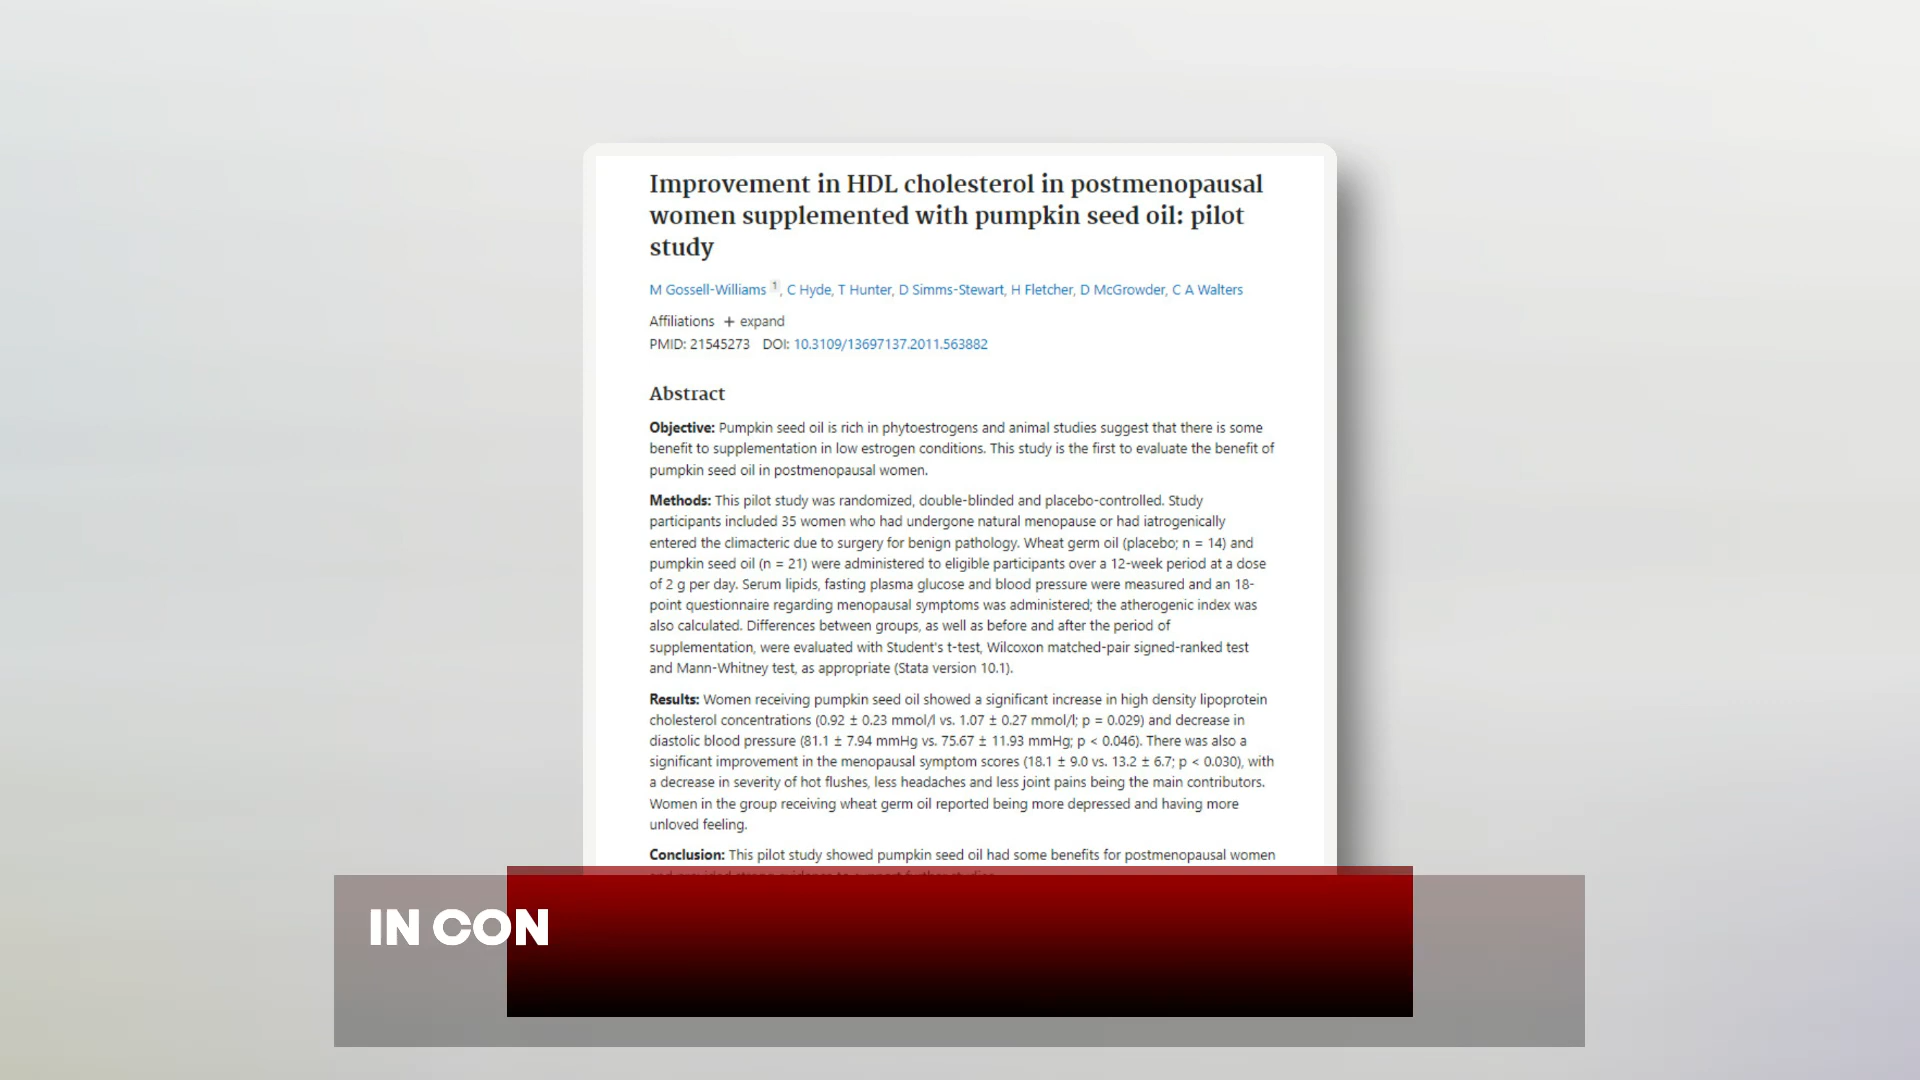 Improvement in HDL cholesterol in postmenopausal
women supplemented with pumpkin seed oil: pilot
study
M Gossell-Williams 1, C Hyde, T Hunter, D Simms-Stewart, H Fletcher, D McGrowder, C A Walters
Affiliations + expand
PMID: 21545273 DOI: 10.3109/13697137.2011.563882
Abstract
Objective: Pumpkin seed oil is rich in phytoestrogens and animal studies suggest that there is some
benefit to supplementation in low estrogen conditions. This study is the first to evaluate the benefit of
pumpkin seed oil in postmenopausal women.
Methods: This pilot study was randomized, double-blinded and placebo-controlled. Study
participants included 35 women who had undergone natural menopause or had iatrogenically
entered the climacteric due to surgery for benign pathology. Wheat germ oil (placebo; n = 14) and
pumpkin seed oil (n = 21) were administered to eligible participants over a 12-week period at a dose
of 2 g per day. Serum lipids, fasting plasma glucose and blood pressure were measured and an 18-
point questionnaire regarding menopausal symptoms was administered; the atherogenic index was
also calculated. Differences between groups, as well as before and after the period of
supplementation, were evaluated with Student's t-test, Wilcoxon matched-pair signed-ranked test
and Mann-Whitney test, as appropriate (Stata version 10.1).
Results: Women receiving pumpkin seed oil showed a significant increase in high density lipoprotein
cholesterol concentrations (0.92 ± 0.23 mmol/l vs. 1.07 ± 0.27 mmol/l; p = 0.029) and decrease in
diastolic blood pressure (81.1 ± 7.94 mmHg vs. 75.67 ± 11.93 mmHg; p < 0.046). There was also a
significant improvement in the menopausal symptom scores (18.1 ± 9.0 vs. 13.2 ± 6.7; p < 0.030), with
a decrease in severity of hot flushes, less headaches and less joint pains being the main contributors.
Women in the group receiving wheat germ oil reported being more depressed and having more
unloved feeling.
Conclusion: This pilot study showed pumpkin seed oil had some benefits for postmenopausal women
IN CON